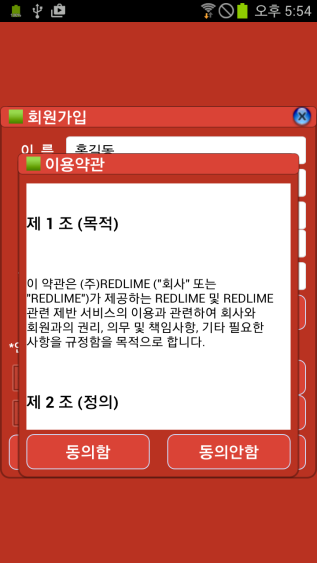 오후 5:54
회원가입
이 름
홍길동
이용약관
제 1 조 (목적)
이 약관은 (주)REDLIME ("회사" 또는
"REDLIME")가 제공하는 REDLIME 및 REDLIME
관련 제반 서비스의 이용과 관련하여 회사와
회원과의 권리, 의무 및 책임사항, 기타 필요한
사항을 규정함을 목적으로 합니다.
제 2 조 (정의)
동의함
동의안함